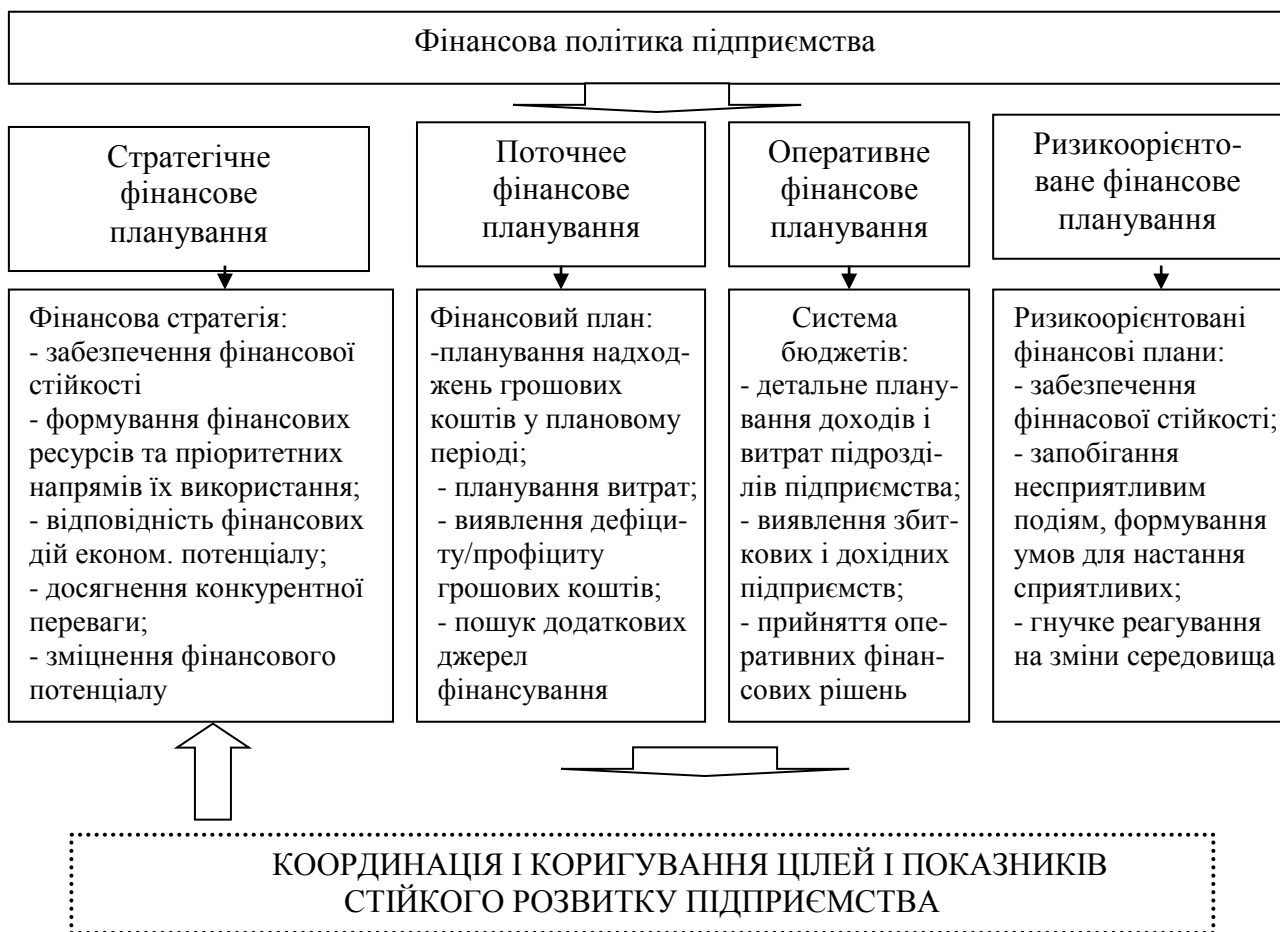 Фінансова політика підприємства
Стратегічне
фінансове
планування
Поточнее
фінансове
планування
Оперативне
фінансове
планування
Ризикоорієнто-
ване фінансове
планування
Фінансова стратегія:
- забезпечення фінансової
стійкості
- формування фінансових
ресурсів та пріоритетних
напрямів їх використання;
- відповідність фінансових
дій економ. потенціалу;
- досягнення конкурентної
переваги;
- зміцнення фінансового
потенціалу
Фінансовий план:
-планування надход-
жень грошових
коштів у плановому
періоді;
- планування витрат;
- виявлення дефіци-
ту/профіциту
грошових коштів;
- пошук додаткових
джерел
фінансування
Система
бюджетів:
- детальне плану-
вання доходів і
витрат підрозді-
лів підприємства;
- виявлення збит-
кових і дохідних
підприємств;
- прийняття опе-
ративних фінан-
сових рішень
Ризикоорієнтовані
фінансові плани:
- забезпечення
фіннасової стійкості;
- запобігання
несприятливим
подіям, формування
умов для настання
сприятливих;
- гнучке реагування
на зміни середовища
КООРДИНАЦІЯ І КОРИГУВАННЯ ЦІЛЕЙ І ПОКАЗНИКІВ
СТІЙКОГО РОЗВИТКУ ПІДПРИЄМСТВА